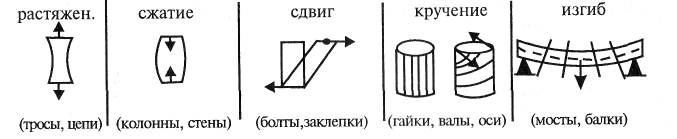 растяжен. сжатие сдвиг кручение изгиб
(тросы, цепи) (колонны, стены) (болты,заклепки) (гайки, валы, оси) (мосты, балки)